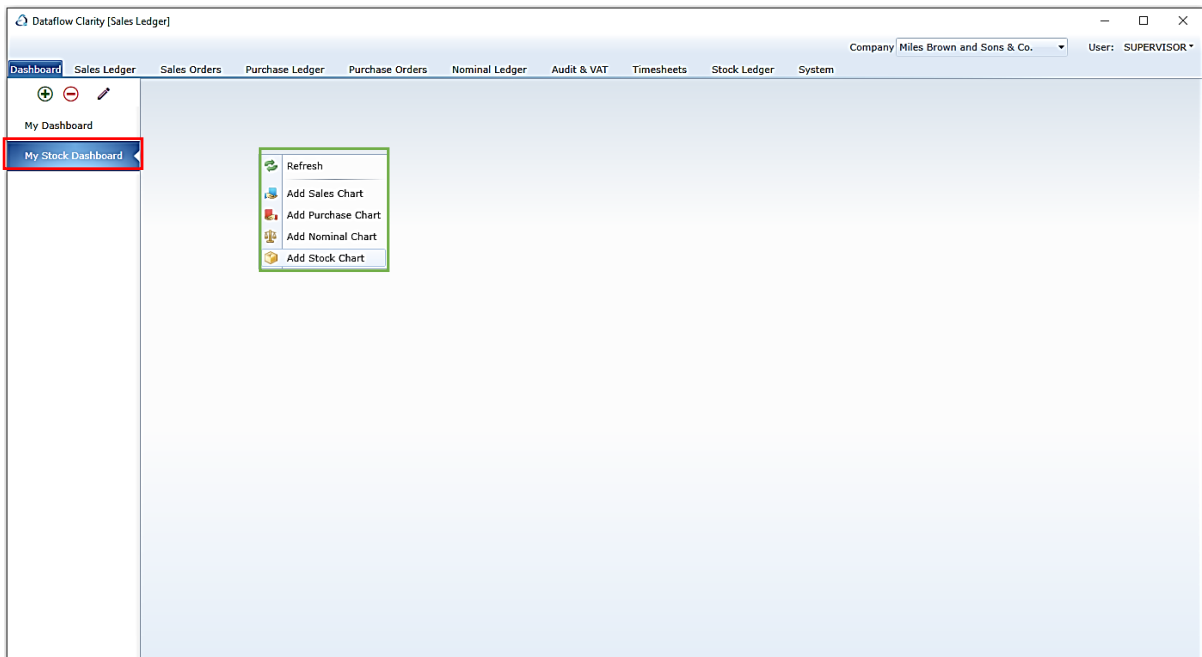 Dataflow Clarity [Sales Ledger]
Company Miles Brown and Sons & Co. User: SUPERVISOR
Dashboard Sales Ledger Sales Orders Purchase Ledger Purchase Orders Nominal Ledger Audit & VAT Timesheets Stock Ledger System
My Dashboard
My Stock Dashboard
Refresh
Add Sales Chart
Add Purchase Chart
Add Nominal Chart
Add Stock Chart